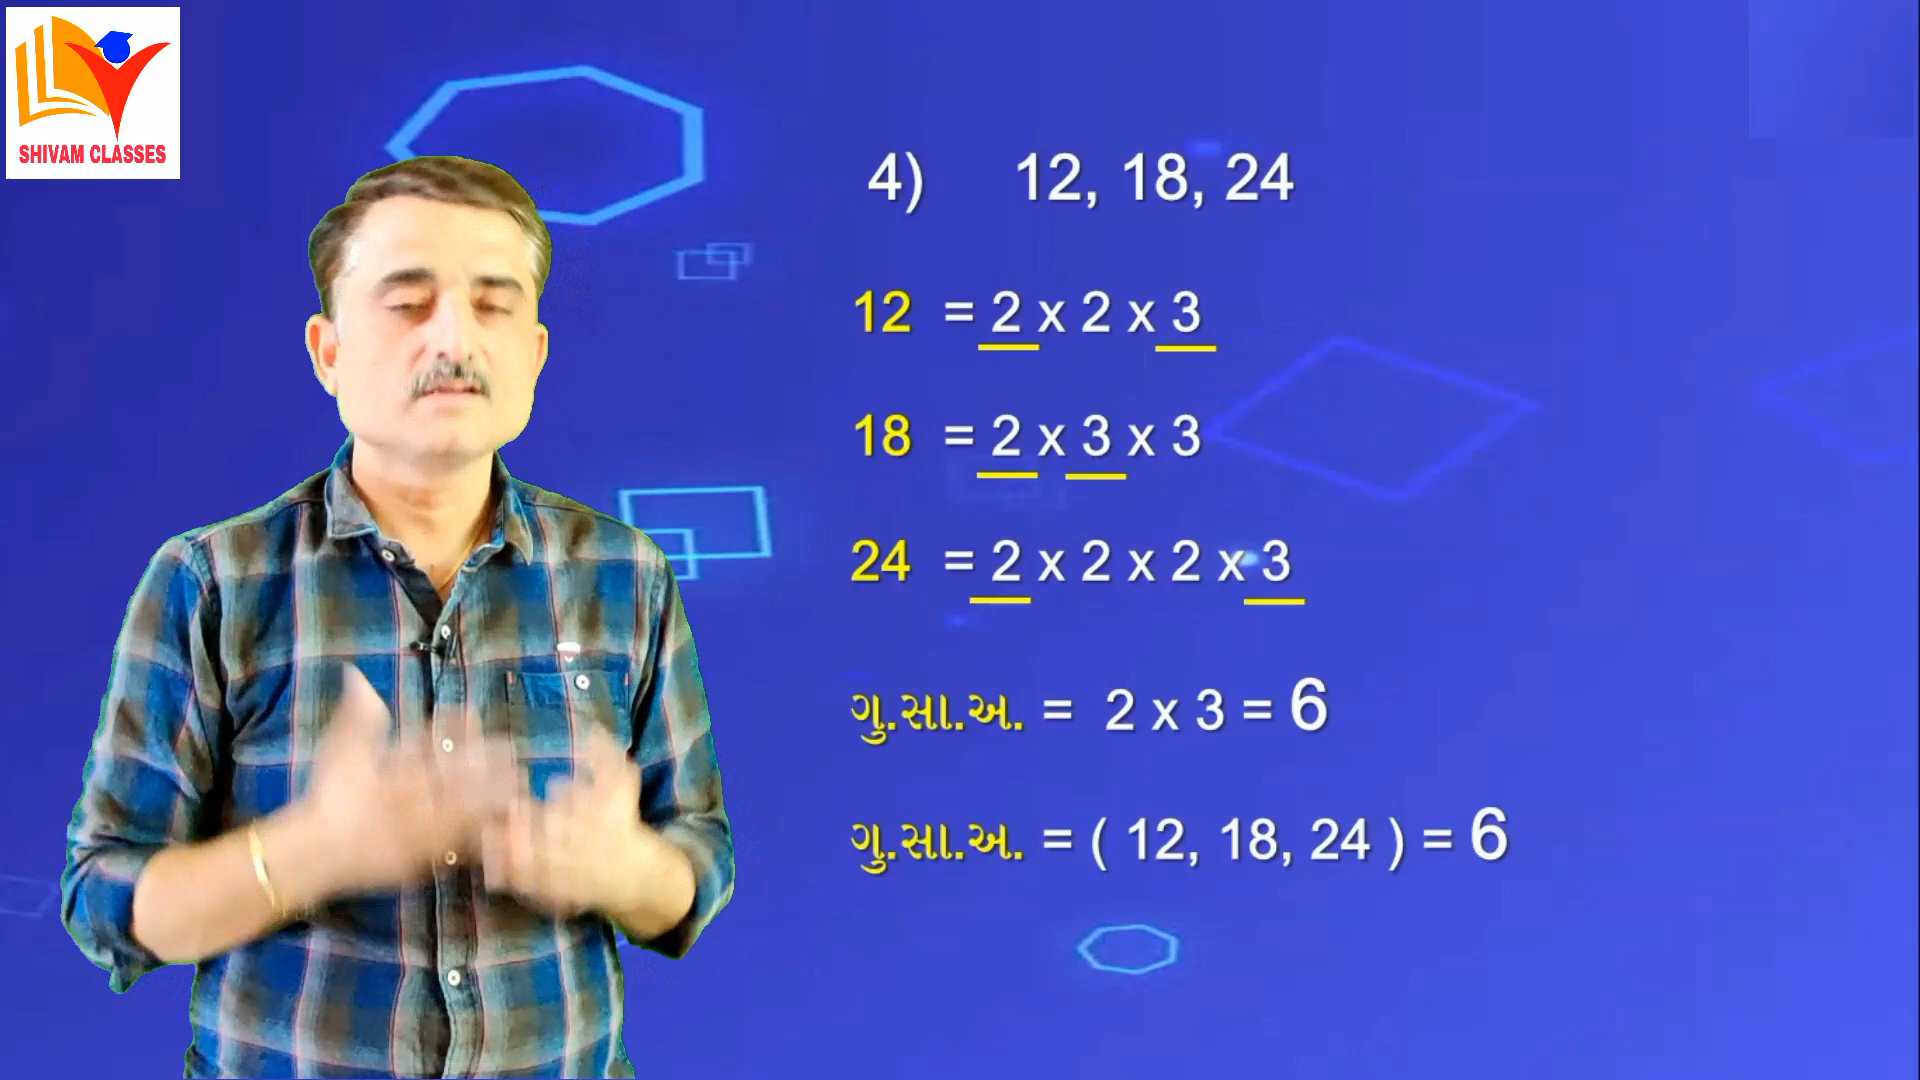 SHIVAM CLASSES
4) 12, 18, 24
12 = 2 x 2 x 3
18 = 2 x 3 x 3
24 = 2 x 2 x 2 x 3
ગુ.સા.અ. = 2 x 3 = 6
ગુ.સા.અ. = ( 12, 18, 24 ) = 6